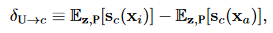 δ_{U→c} ≡ 𝔼_{z,P}[s_c(x_i)] − 𝔼_{z,P}[s_c(x_a)],